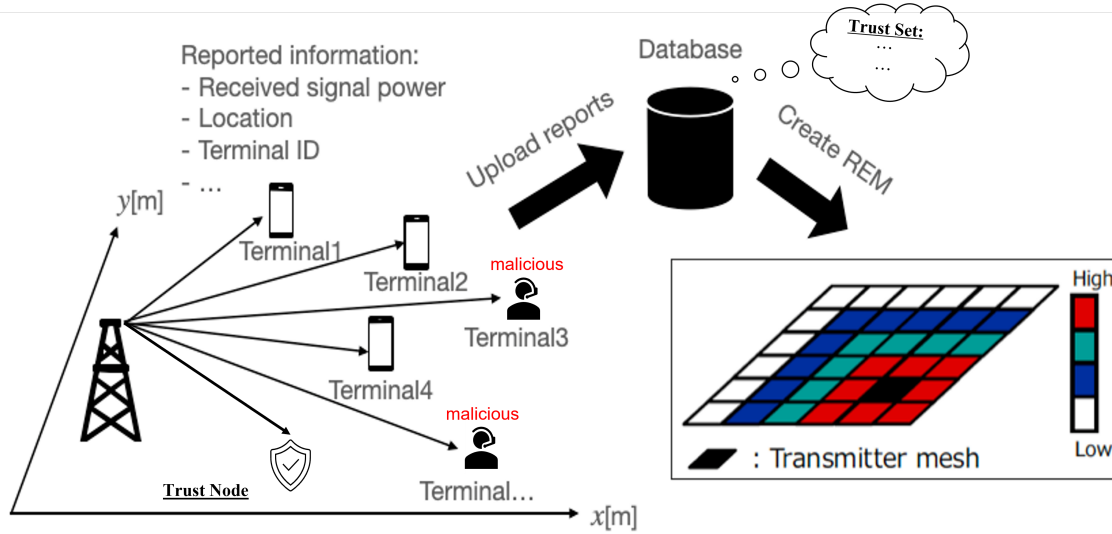 Reported information:
- Received signal power
- Location
- Terminal ID
- ...
Database
Trust Set:
...
...
Upload reports
Create REM
y[m]
Terminal1
Terminal2
malicious
Terminal3
Terminal4
malicious
Terminal...
Trust Node
x[m]
High
Low
: Transmitter mesh